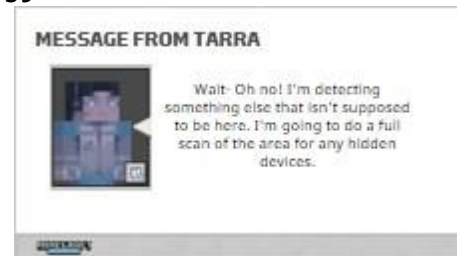 MESSAGE FROM TARRA
Wait- Oh no! I'm detecting
something else that isn't supposed
to be here. I'm going to do a full
scan of the area for any hidden
devices.
MINECRAFT